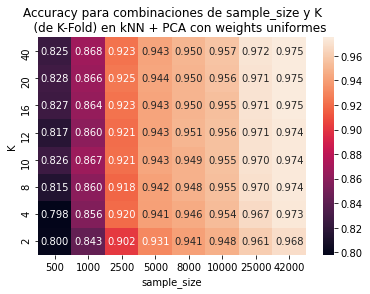 Accuracy para combinaciones de sample_size y K
(de K-Fold) en kNN + PCA con weights uniformes
40 0.825 0.868 0.923 0.943 0.950 0.957 0.972 0.975
20 0.828 0.866 0.925 0.944 0.950 0.956 0.971 0.975
16 0.827 0.864 0.923 0.943 0.950 0.955 0.971 0.975
12 0.817 0.860 0.921 0.943 0.951 0.956 0.971 0.974
10 0.826 0.867 0.921 0.943 0.949 0.955 0.970 0.974
8 0.815 0.860 0.918 0.942 0.948 0.955 0.970 0.974
4 0.798 0.856 0.920 0.941 0.946 0.954 0.967 0.973
2 0.800 0.843 0.902 0.931 0.941 0.948 0.961 0.968
500 1000 2500 5000 8000 10000 25000 42000
sample_size
K
0.96
0.94
0.92
0.90
0.88
0.86
0.84
0.82
0.80